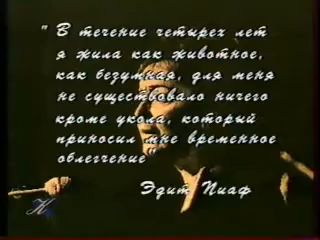 " В течение четырех лет
я жила как животное,
как безумная, для меня
не существовало ничего
кроме укола, который
приносил мне временное
облегчение"
Эдит Пиаф
К